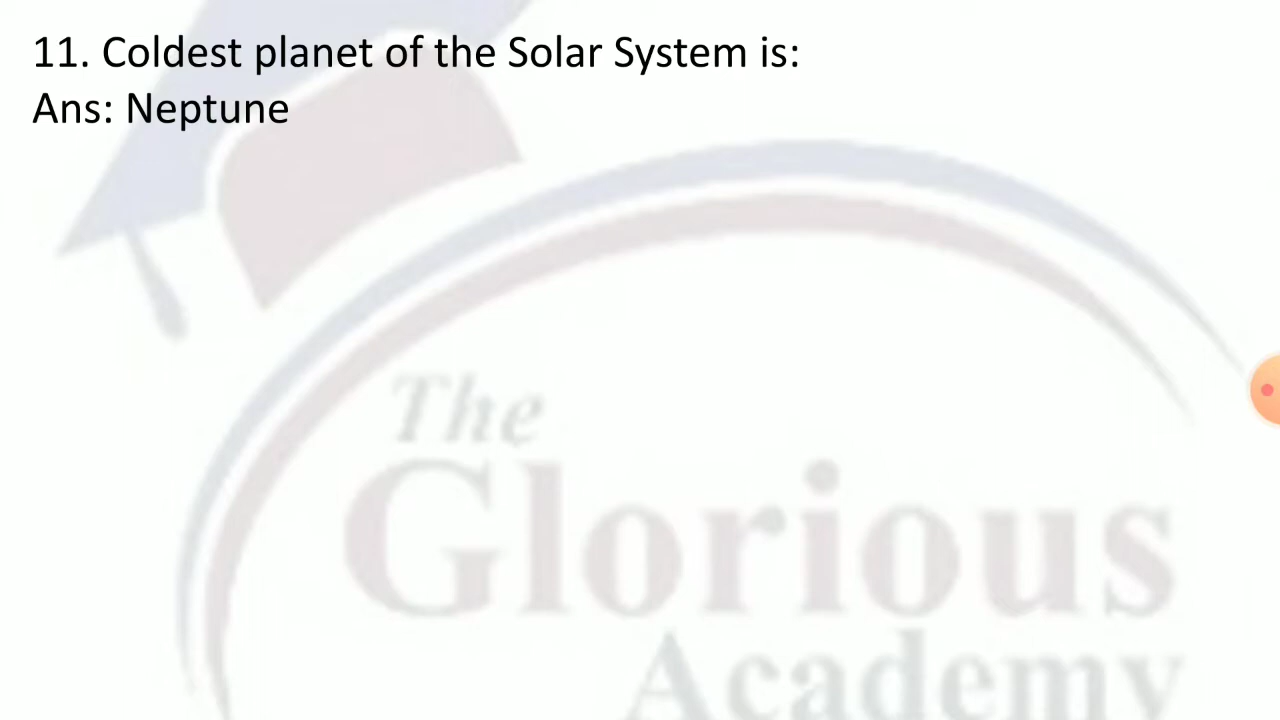 11. Coldest planet of the Solar System is:
Ans: Neptune
The
Glorious
Academy